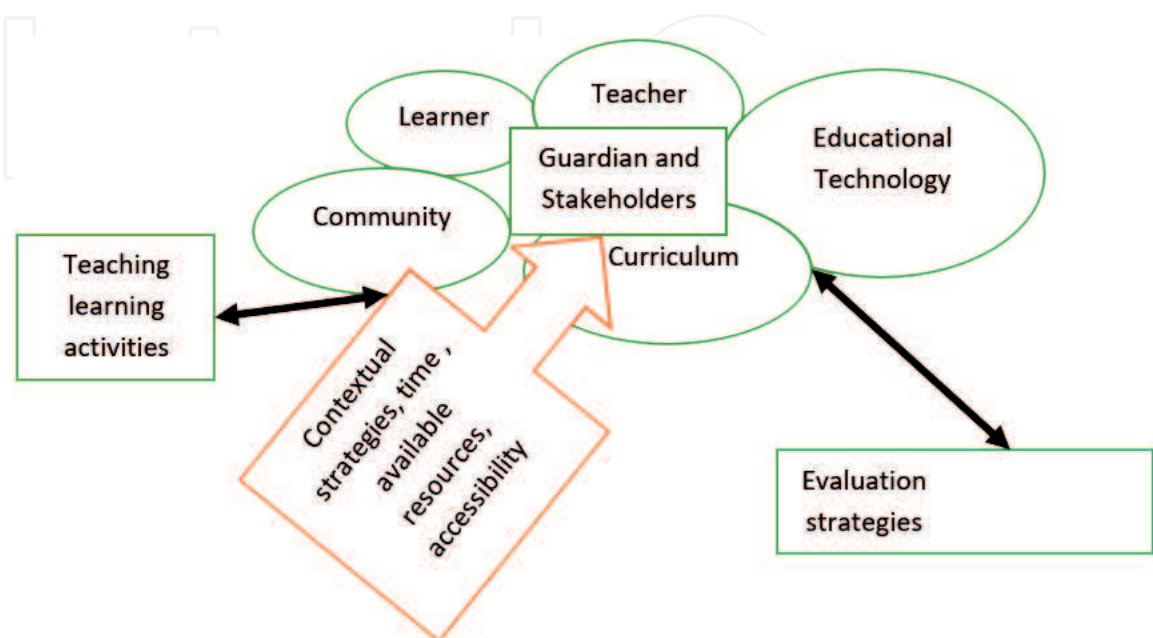 Teacher
Learner
Educational
Technology
Guardian and
Stakeholders
Community
Curriculum
Teaching
learning
activities
Contextual
strategies, time ,
available
resources,
accessibility
Evaluation
strategies